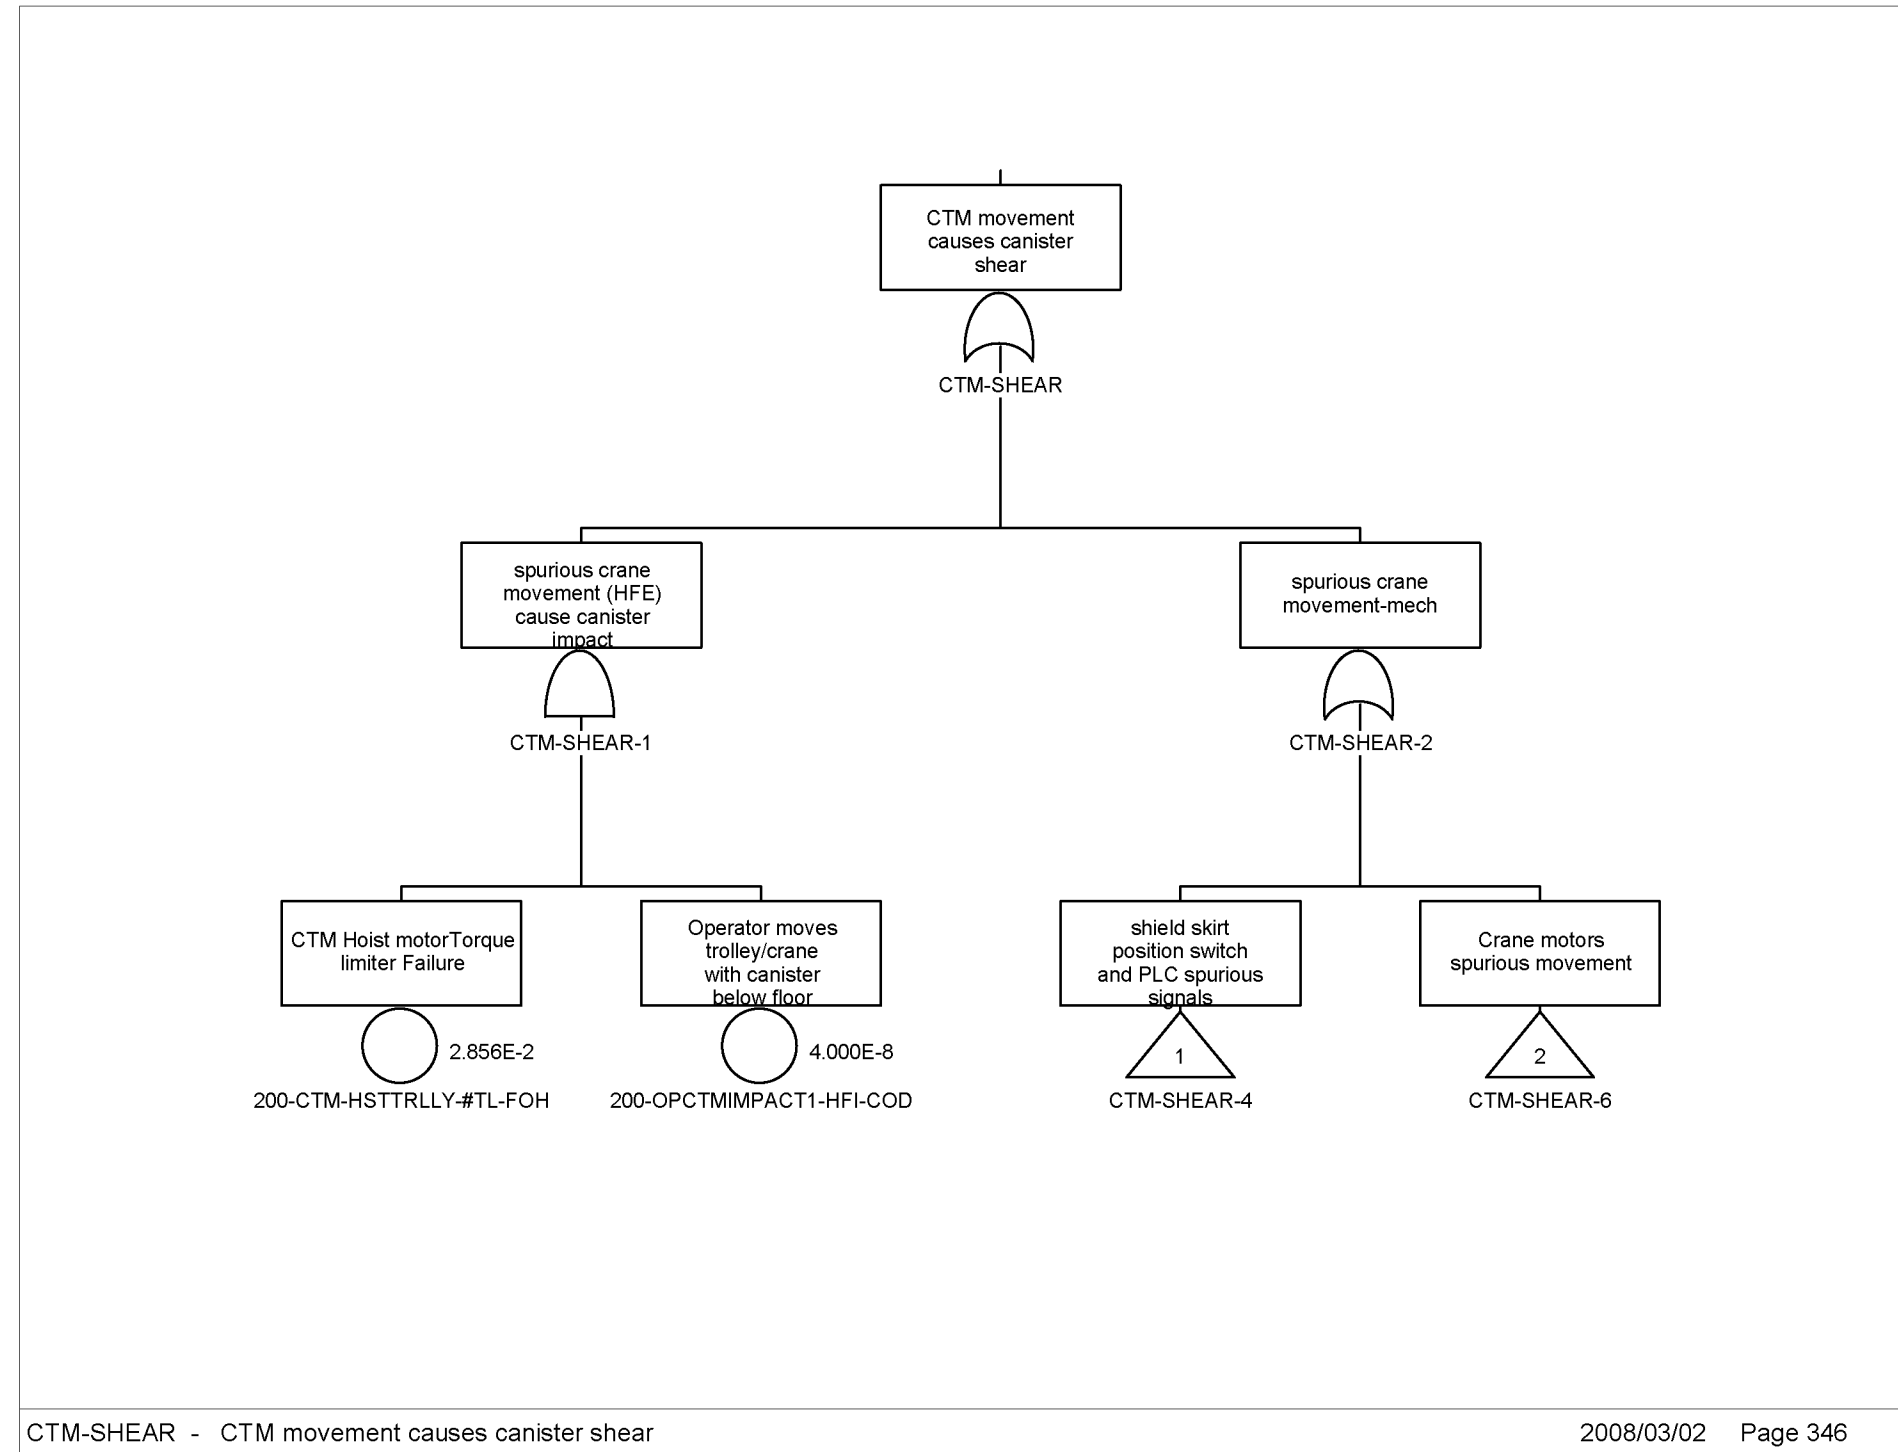 CTM movement
causes canister
shear
CTM-SHEAR
spurious crane
movement (HFE)
cause canister
impact
CTM-SHEAR-1
spurious crane
movement-mech
CTM-SHEAR-2
CTM Hoist motorTorque
limiter Failure
2.856E-2
200-CTM-HSTTRLLY-#TL-FOH
Operator moves
trolley/crane
with canister
below floor
4.000E-8
200-OPCTMIMPACT1-HFI-COD
shield skirt
position switch
and PLC spurious
signals
1
CTM-SHEAR-4
Crane motors
spurious movement
2
CTM-SHEAR-6
CTM-SHEAR - CTM movement causes canister shear
2008/03/02 Page 346